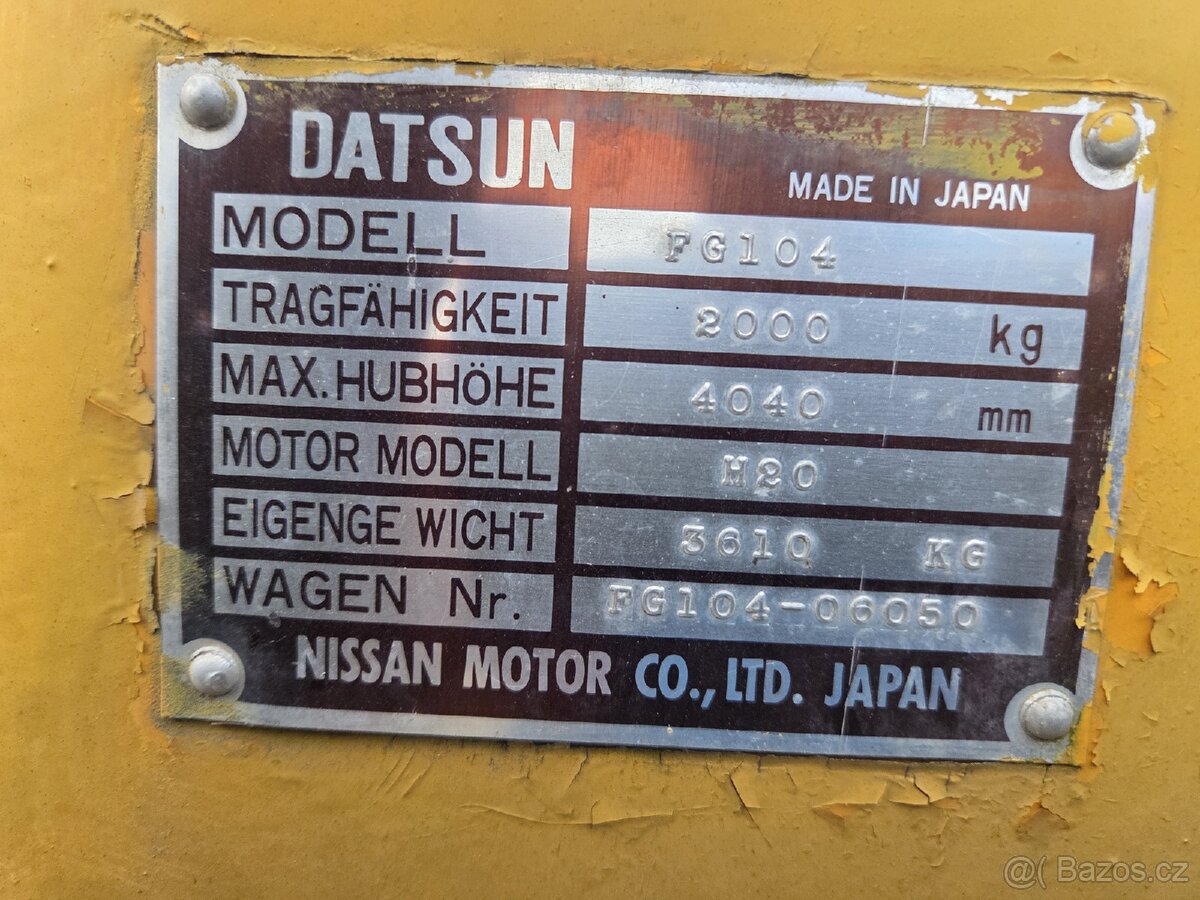 DATSUN
MADE IN JAPAN
MODELL FG104
TRAGFÄHIGKEIT 2000 kg
MAX. HUBHÖHE 4040 mm
MOTOR MODELL H20
EIGENGE WICHT 3610 KG
WAGEN Nr. FG104-06050
NISSAN MOTOR CO., LTD. JAPAN
@( Bazos.cz